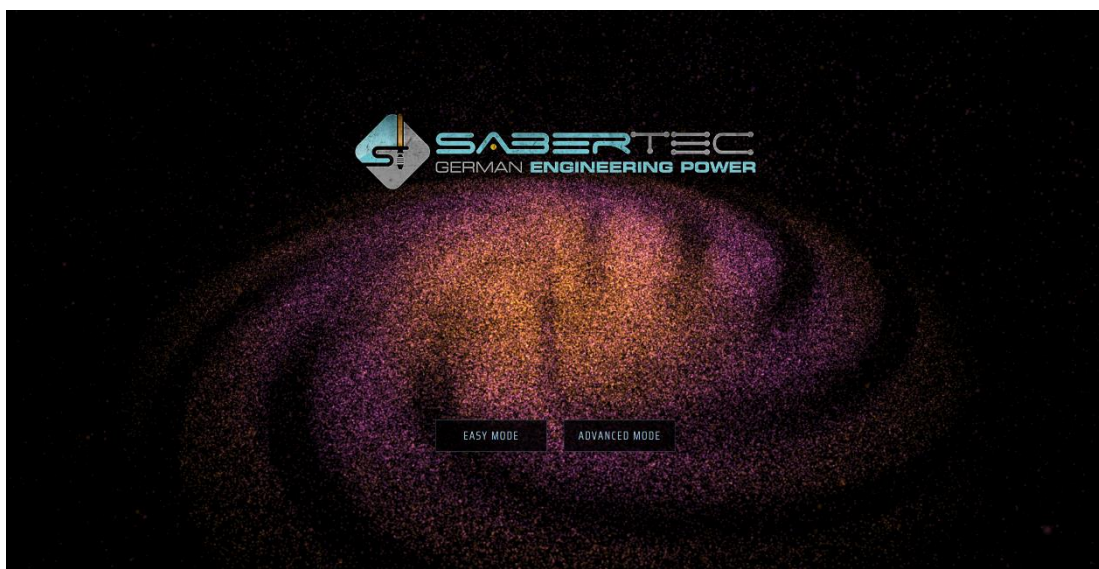 SABERTEC
GERMAN ENGINEERING POWER
EASY MODE
ADVANCED MODE